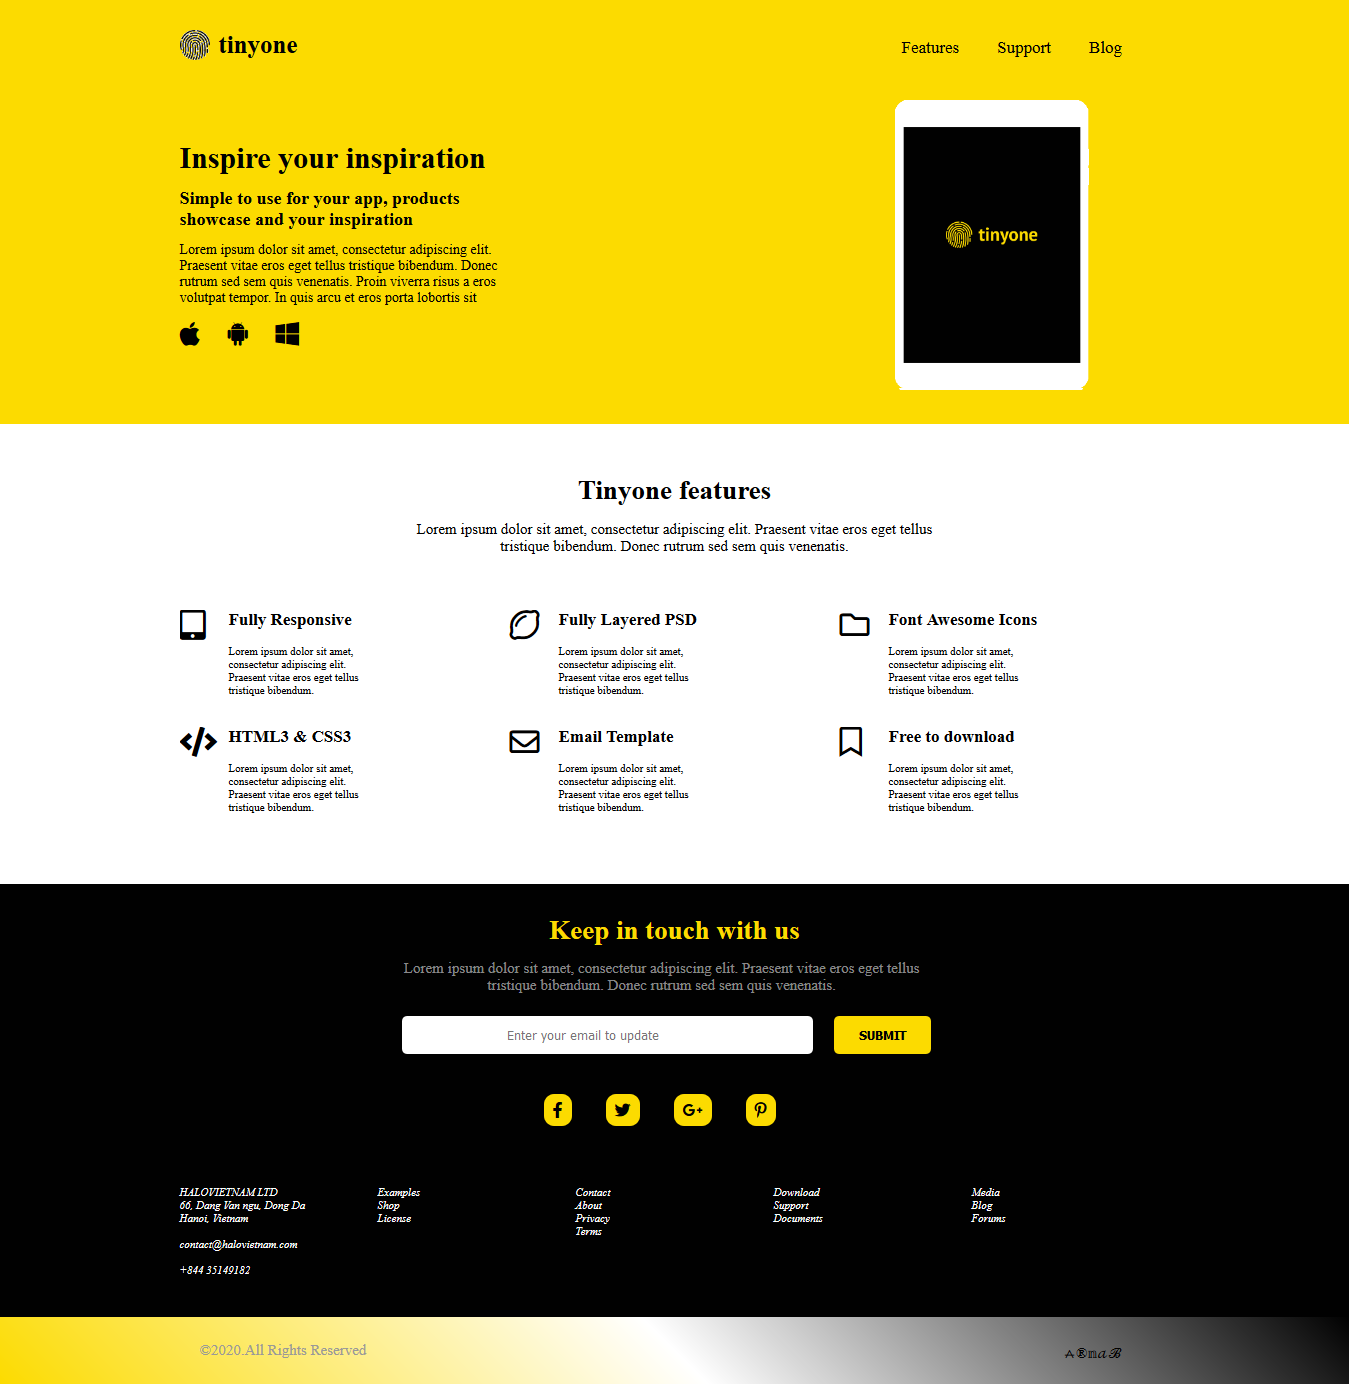 tinyone
Features Support Blog
Inspire your inspiration
Simple to use for your app, products
showcase and your inspiration
Lorem ipsum dolor sit amet, consectetur adipiscing elit.
Praesent vitae eros eget tellus tristique bibendum. Donec
rutrum sed sem quis venenatis. Proin viverra risus a eros
volutpat tempor. In quis arcu et eros porta lobortis sit
tinyone
Tinyone features
Lorem ipsum dolor sit amet, consectetur adipiscing elit. Praesent vitae eros eget tellus
tristique bibendum. Donec rutrum sed sem quis venenatis.
Fully Responsive
Lorem ipsum dolor sit amet,
consectetur adipiscing elit.
Praesent vitae eros eget tellus
tristique bibendum.
Fully Layered PSD
Lorem ipsum dolor sit amet,
consectetur adipiscing elit.
Praesent vitae eros eget tellus
tristique bibendum.
Font Awesome Icons
Lorem ipsum dolor sit amet,
consectetur adipiscing elit.
Praesent vitae eros eget tellus
tristique bibendum.
HTML3 & CSS3
Lorem ipsum dolor sit amet,
consectetur adipiscing elit.
Praesent vitae eros eget tellus
tristique bibendum.
Email Template
Lorem ipsum dolor sit amet,
consectetur adipiscing elit.
Praesent vitae eros eget tellus
tristique bibendum.
Free to download
Lorem ipsum dolor sit amet,
consectetur adipiscing elit.
Praesent vitae eros eget tellus
tristique bibendum.
Keep in touch with us
Lorem ipsum dolor sit amet, consectetur adipiscing elit. Praesent vitae eros eget tellus
tristique bibendum. Donec rutrum sed sem quis venenatis.
Enter your email to update
SUBMIT
HALOVIETNAM LTD
66, Dang Van ngu, Dong Da
Hanoi, Vietnam
contact@halovietnam.com
+844 35149182
Examples
Shop
License
Contact
About
Privacy
Terms
Download
Support
Documents
Media
Blog
Forums
©2020.All Rights Reserved